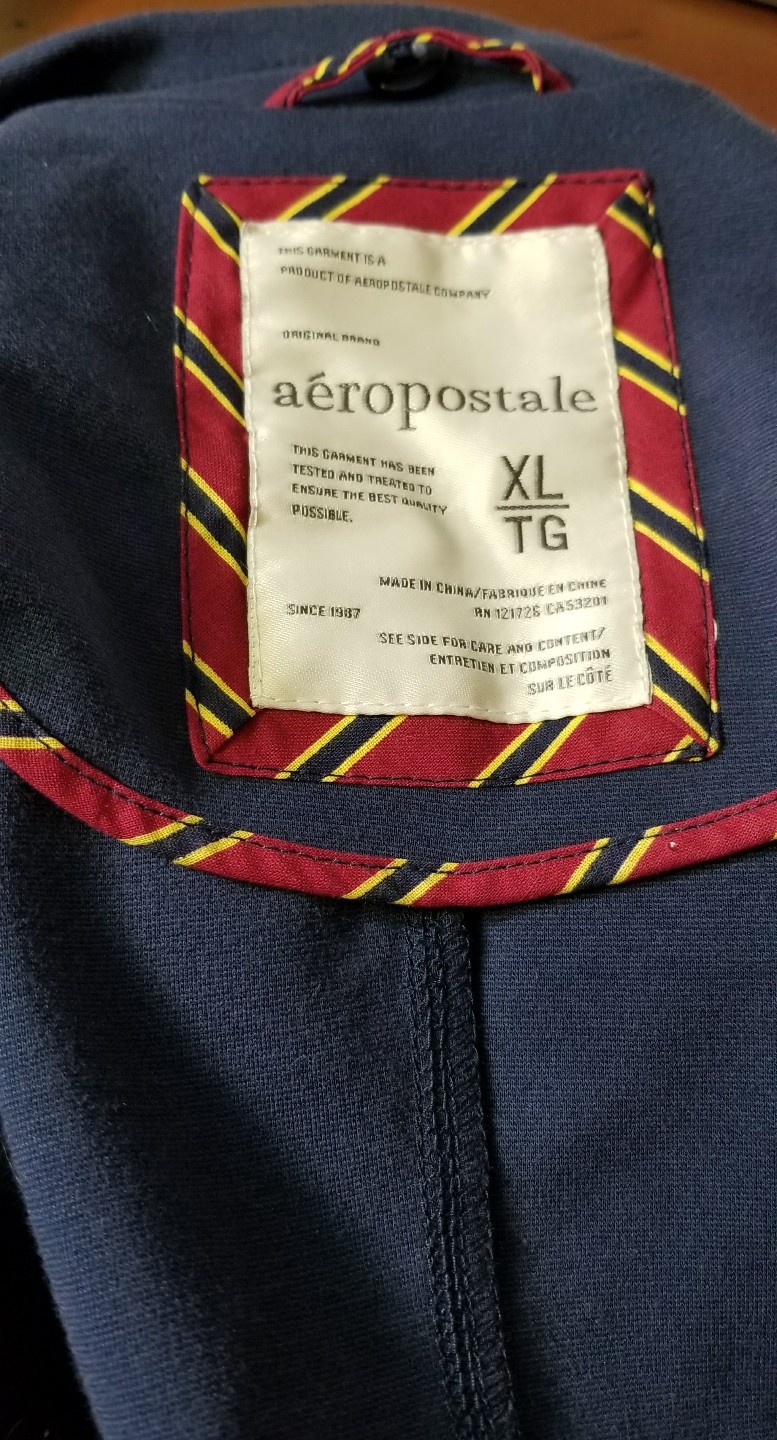 THIS GARMENT IS A
PRODUCT OF AEROPOSTALE COMPANY
ORIGINAL BRAND
aéropostale
THIS GARMENT HAS BEEN
TESTED AND TREATED TO
ENSURE THE BEST QUALITY
POSSIBLE.
XL
TG
MADE IN CHINA/FABRIQUE EN CHINE
SINCE 1987
RN 121726 CA53201
SEE SIDE FOR CARE AND CONTENT/
ENTRETIEN ET COMPOSITION
SUR LE CÔTÉ